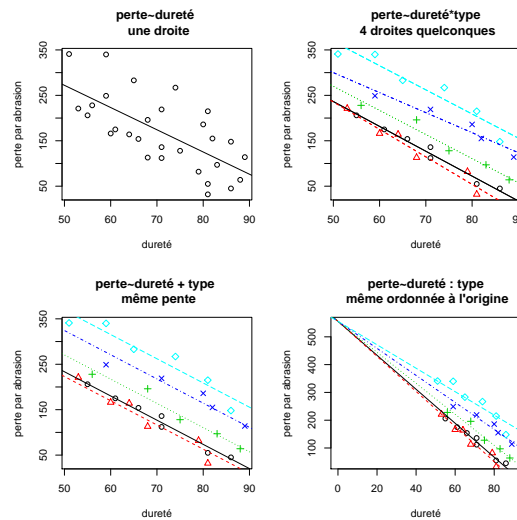 perte~dureté
une droite
perte par abrasion
50 150 250 350
50 60 70 80 90
dureté
perte~dureté*type
4 droites quelconques
perte par abrasion
50 150 250 350
50 60 70 80 90
dureté
perte~dureté + type
même pente
perte par abrasion
50 150 250 350
50 60 70 80 90
dureté
perte~dureté : type
même ordonnée à l'origine
perte par abrasion
100 200 300 400 500
0 20 40 60 80
dureté